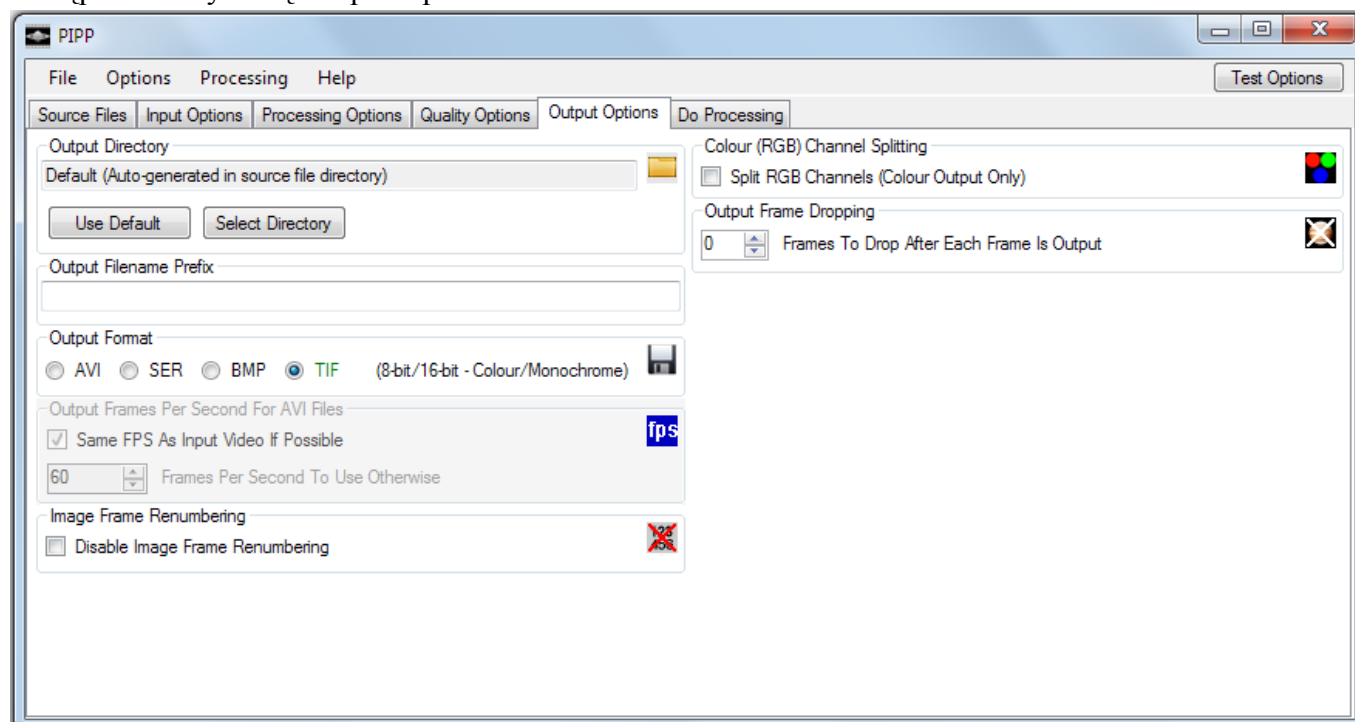 PIPP
File Options Processing Help
Test Options
Source Files Input Options Processing Options Quality Options Output Options Do Processing
Output Directory
Default (Auto-generated in source file directory)
Use Default Select Directory
Output Filename Prefix
Output Format
AVI SER BMP TIF (8-bit/16-bit - Colour/Monochrome)
Output Frames Per Second For AVI Files
fps
Same FPS As Input Video If Possible
60 Frames Per Second To Use Otherwise
Image Frame Renumbering
123
456
Disable Image Frame Renumbering
Colour (RGB) Channel Splitting
Split RGB Channels (Colour Output Only)
Output Frame Dropping
0 Frames To Drop After Each Frame Is Output